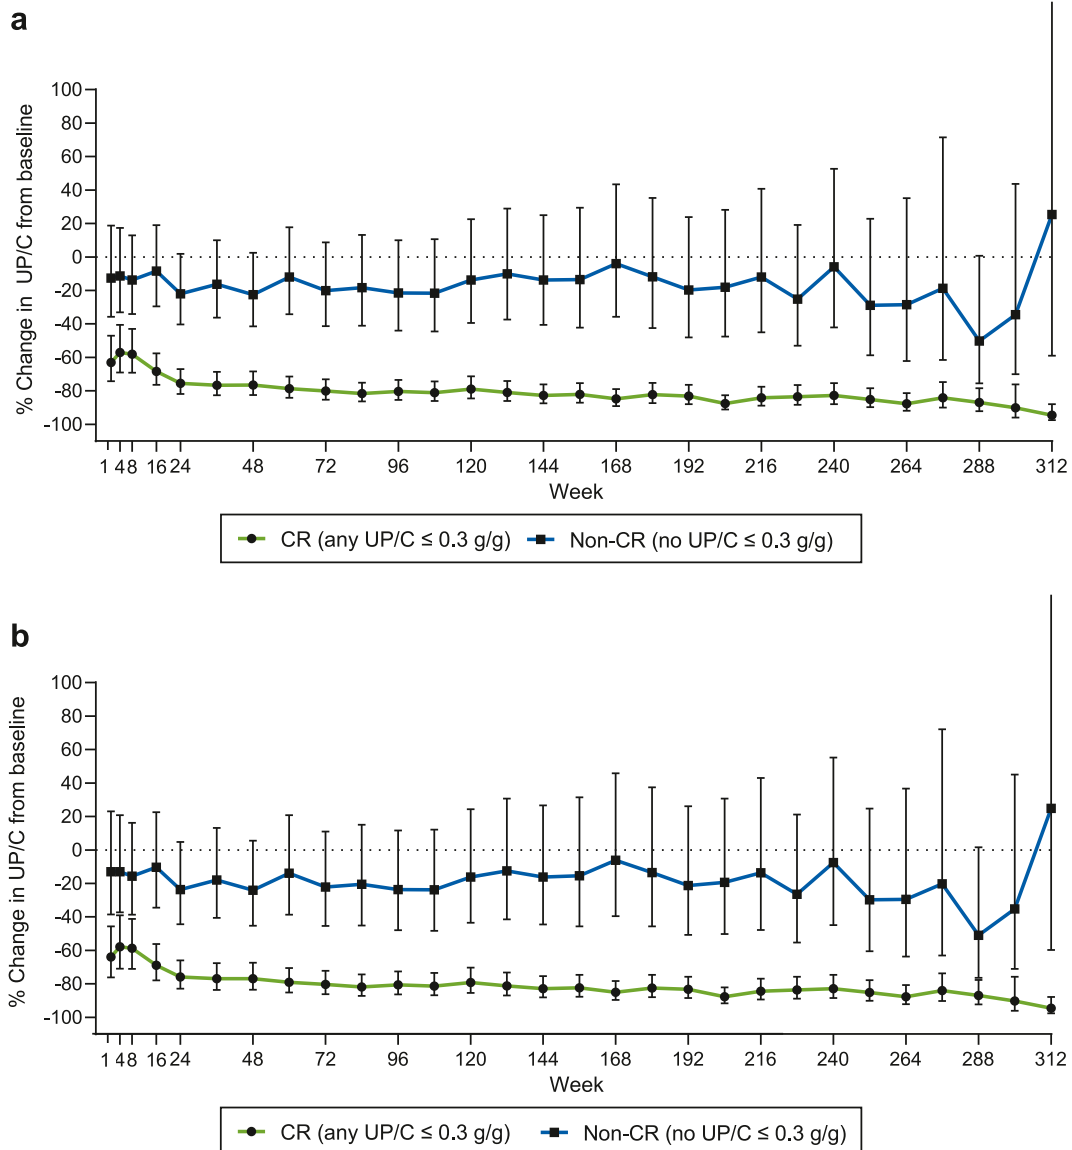 a
% Change in UP/C from baseline
100
80
60
40
20
0
-20
-40
-60
-80
-100
1 4 8 16 24 48 72 96 120 144 168 192 216 240 264 288 312
Week
CR (any UP/C ≤ 0.3 g/g) Non-CR (no UP/C ≤ 0.3 g/g)
b
% Change in UP/C from baseline
100
80
60
40
20
0
-20
-40
-60
-80
-100
1 4 8 16 24 48 72 96 120 144 168 192 216 240 264 288 312
Week
CR (any UP/C ≤ 0.3 g/g) Non-CR (no UP/C ≤ 0.3 g/g)